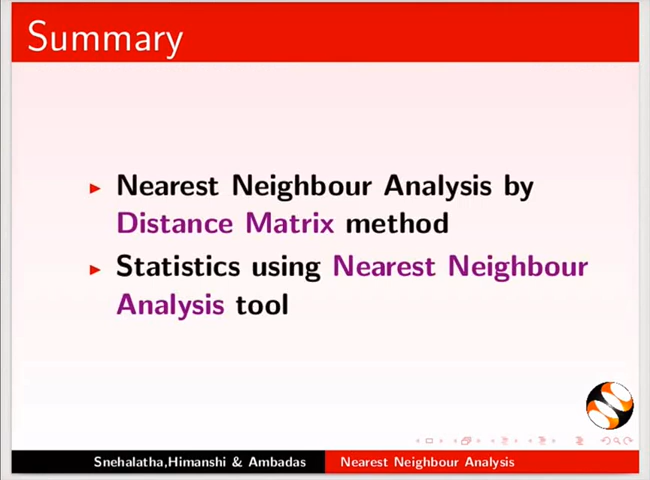 Summary
Nearest Neighbour Analysis by
Distance Matrix method
Statistics using Nearest Neighbour
Analysis tool
Snehalatha,Himanshi & Ambadas
Nearest Neighbour Analysis